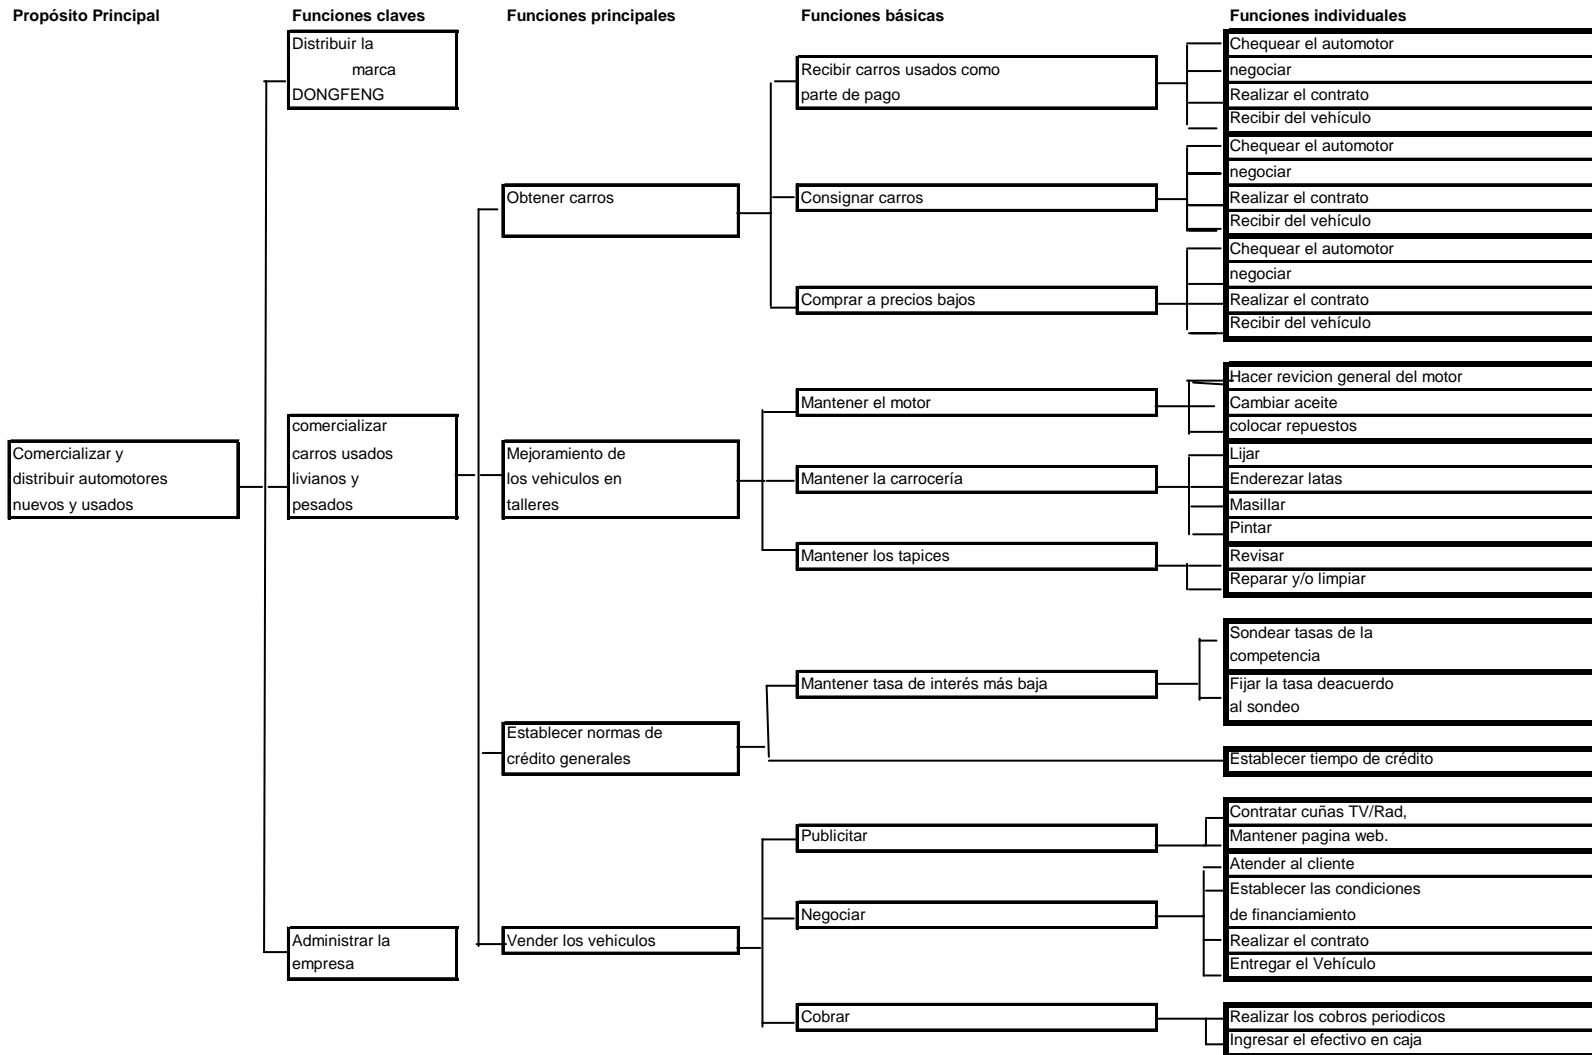 Propósito Principal
Funciones claves
Funciones principales
Funciones básicas
Funciones individuales
Comercializar y
distribuir automotores
nuevos y usados
Distribuir la
marca
DONGFENG
comercializar
carros usados
livianos y
pesados
Administrar la
empresa
Obtener carros
Mejoramiento de
los vehiculos en
talleres
Establecer normas de
crédito generales
Vender los vehiculos
Recibir carros usados como
parte de pago
Consignar carros
Comprar a precios bajos
Mantener el motor
Mantener la carrocería
Mantener los tapices
Mantener tasa de interés más baja
Publicitar
Negociar
Cobrar
Chequear el automotor
negociar
Realizar el contrato
Recibir del vehículo
Chequear el automotor
negociar
Realizar el contrato
Recibir del vehículo
Chequear el automotor
negociar
Realizar el contrato
Recibir del vehículo
Hacer revicion general del motor
Cambiar aceite
colocar repuestos
Lijar
Enderezar latas
Masillar
Pintar
Revisar
Reparar y/o limpiar
Sondear tasas de la
competencia
Fijar la tasa deacuerdo
al sondeo
Establecer tiempo de crédito
Contratar cuñas TV/Rad,
Mantener pagina web.
Atender al cliente
Establecer las condiciones
de financiamiento
Realizar el contrato
Entregar el Vehículo
Realizar los cobros periodicos
Ingresar el efectivo en caja